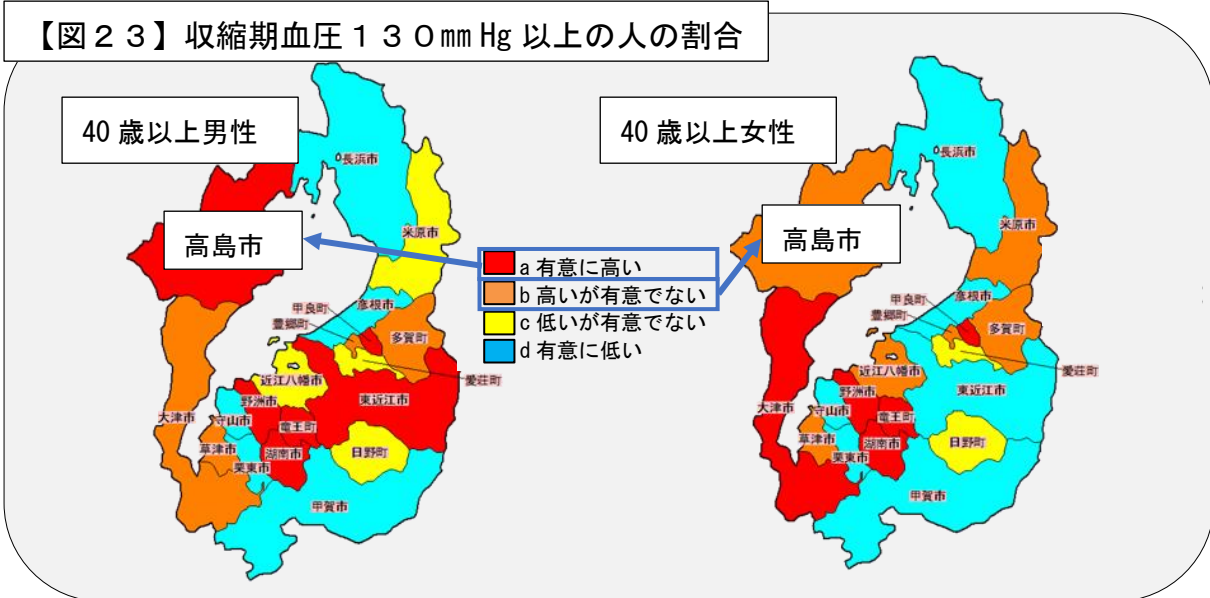 【図２３】収縮期血圧１３０㎜Hg 以上の人の割合
40 歳以上男性
長浜市
米原市
高島市
彦根市
甲良町
豊郷町
多賀町
愛荘町
近江八幡市
東近江市
野洲市
大津市
守山市
竜王町
草津市
湖南市
日野町
栗東市
甲賀市
a 有意に高い
b 高いが有意でない
c 低いが有意でない
d 有意に低い
40 歳以上女性
長浜市
米原市
高島市
彦根市
甲良町
豊郷町
多賀町
愛荘町
近江八幡市
東近江市
野洲市
大津市
守山市
竜王町
草津市
湖南市
日野町
栗東市
甲賀市